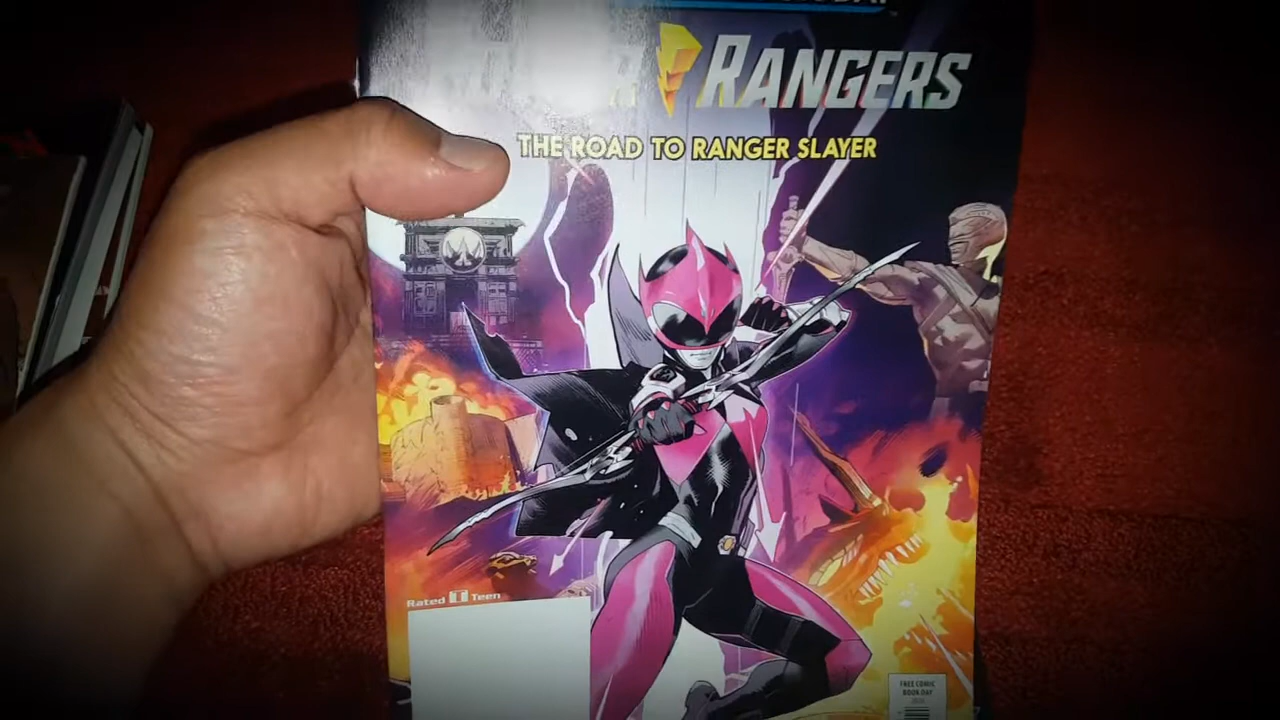 RANGERS
THE ROAD TO RANGER SLAYER
Rated T Teen
FREE COMIC
BOOK DAY